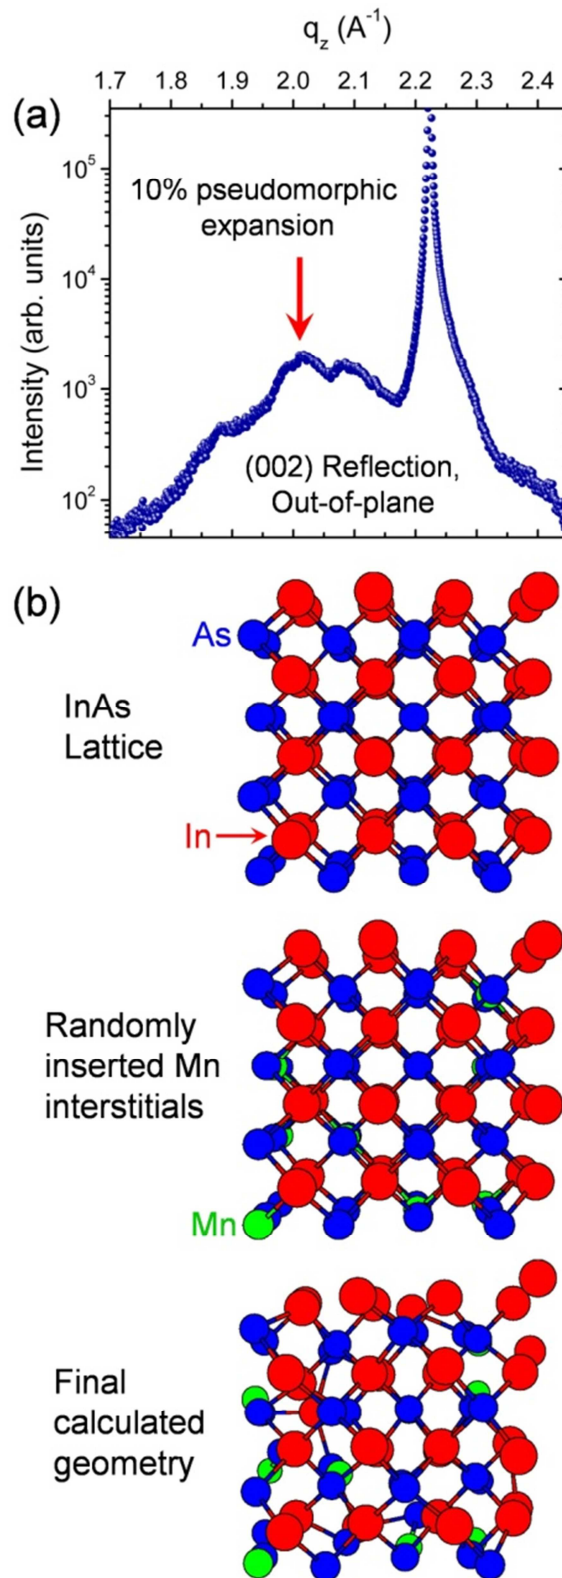 q_z (A^-1)
1.7 1.8 1.9 2.0 2.1 2.2 2.3 2.4
(a)
10^5
10^4
10^3
10^2
Intensity (arb. units)
10% pseudomorphic
expansion
(002) Reflection,
Out-of-plane
(b)
As
InAs
Lattice
In
Randomly
inserted Mn
interstitials
Mn
Final
calculated
geometry